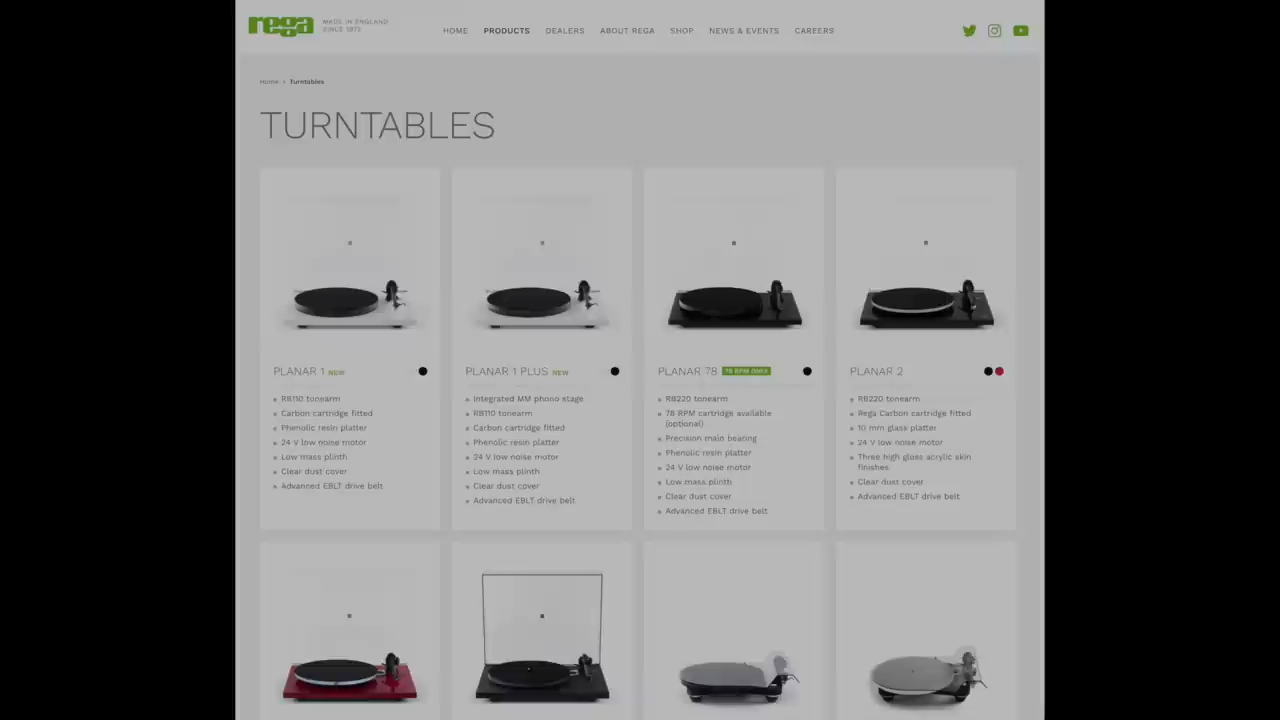 rega
MADE IN ENGLAND
SINCE 1973
HOME PRODUCTS DEALERS ABOUT REGA SHOP NEWS & EVENTS CAREERS
Home › Turntables
TURNTABLES
PLANAR 1 NEW
RB110 tonearm
Carbon cartridge fitted
Phenolic resin platter
24 V low noise motor
Low mass plinth
Clear dust cover
Advanced EBLT drive belt
PLANAR 1 PLUS NEW
Integrated MM phono stage
RB110 tonearm
Carbon cartridge fitted
Phenolic resin platter
24 V low noise motor
Low mass plinth
Clear dust cover
Advanced EBLT drive belt
PLANAR 78 78 RPM ONLY
RB220 tonearm
78 RPM cartridge available
(optional)
Precision main bearing
Phenolic resin platter
24 V low noise motor
Low mass plinth
Clear dust cover
Advanced EBLT drive belt
PLANAR 2
RB220 tonearm
Rega Carbon cartridge fitted
10 mm glass platter
24 V low noise motor
Three high gloss acrylic skin
finishes
Clear dust cover
Advanced EBLT drive belt